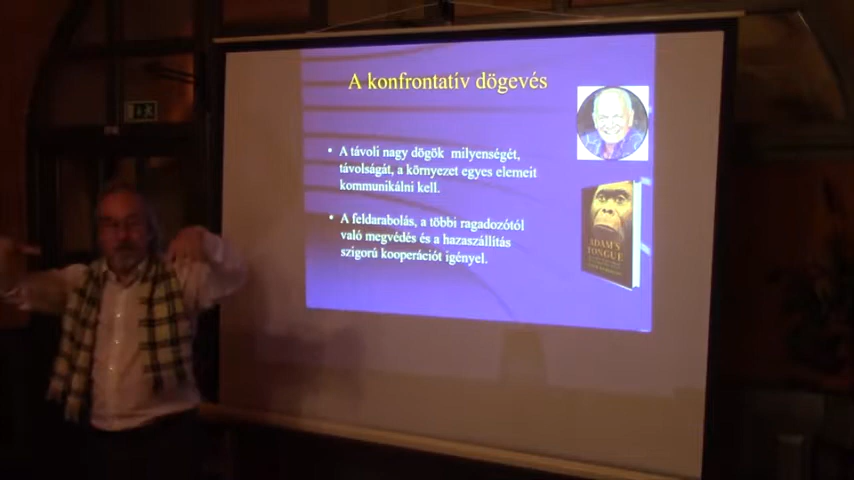 A konfrontatív dögevés
• A távoli nagy dögök milyenségét,
távolságát, a környezet egyes elemeit
kommunikálni kell.
• A feldarabolás, a többi ragadozótól
való megvédés és a hazaszállítás
szigorú kooperációt igényel.
ADAM'S
TONGUE